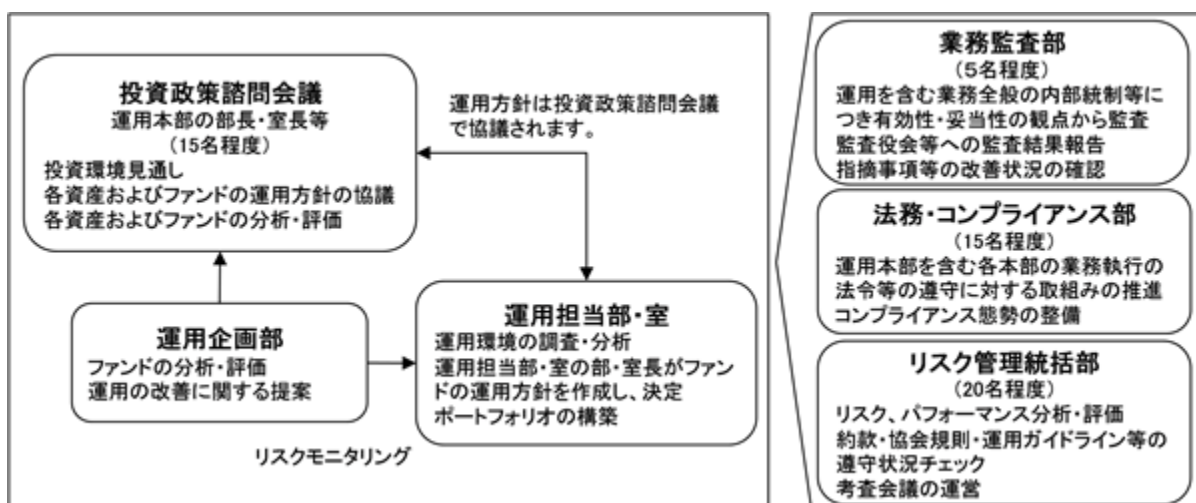 投資政策諮問会議
運用本部の部長・室長等
(15名程度)
投資環境見通し
各資産およびファンドの運用方針の協議
各資産およびファンドの分析・評価
運用方針は投資政策諮問会議
で協議されます。
運用企画部
ファンドの分析・評価
運用の改善に関する提案
運用担当部・室
運用環境の調査・分析
運用担当部・室の部・室長がファン
ドの運用方針を作成し、決定
ポートフォリオの構築
リスクモニタリング
業務監査部
(5名程度)
運用を含む業務全般の内部統制等に
つき有効性・妥当性の観点から監査
監査役会等への監査結果報告
指摘事項等の改善状況の確認
法務・コンプライアンス部
(15名程度)
運用本部を含む各本部の業務執行の
法令等の遵守に対する取組みの推進
コンプライアンス態勢の整備
リスク管理統括部
(20名程度)
リスク、パフォーマンス分析・評価
約款・協会規則・運用ガイドライン等の
遵守状況チェック
考査会議の運営